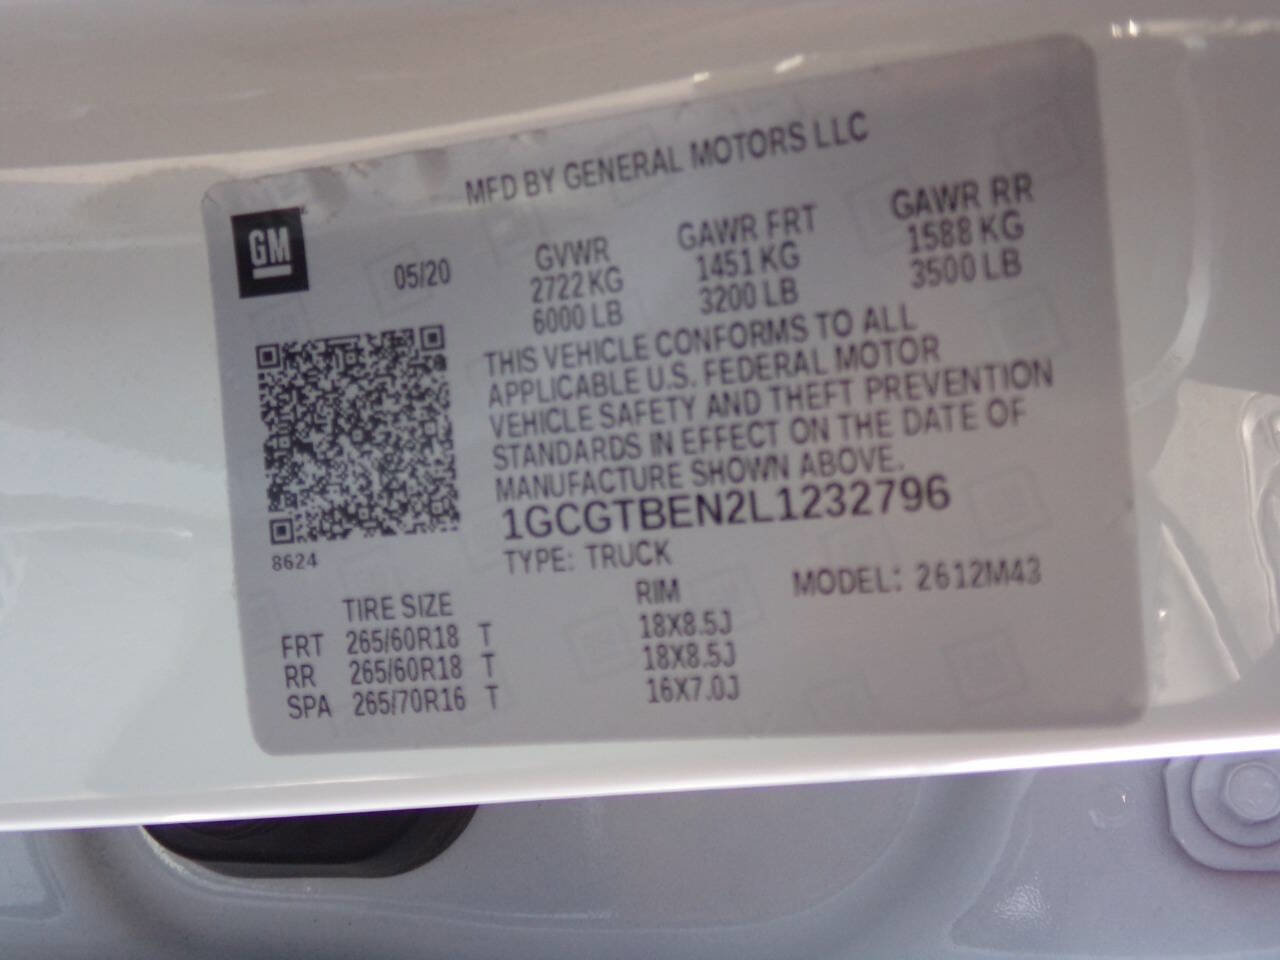 MFD BY GENERAL MOTORS LLC
GM
05/20
GVWR
2722 KG
6000 LB
GAWR FRT
1451 KG
3200 LB
GAWR RR
1588 KG
3500 LB
THIS VEHICLE CONFORMS TO ALL
APPLICABLE U.S. FEDERAL MOTOR
VEHICLE SAFETY AND THEFT PREVENTION
STANDARDS IN EFFECT ON THE DATE OF
MANUFACTURE SHOWN ABOVE.
1GCGTBEN2L1232796
8624
TYPE: TRUCK
MODEL: 2612M43
TIRE SIZE RIM
FRT 265/60R18 T 18X8.5J
RR 265/60R18 T 18X8.5J
SPA 265/70R16 T 16X7.0J